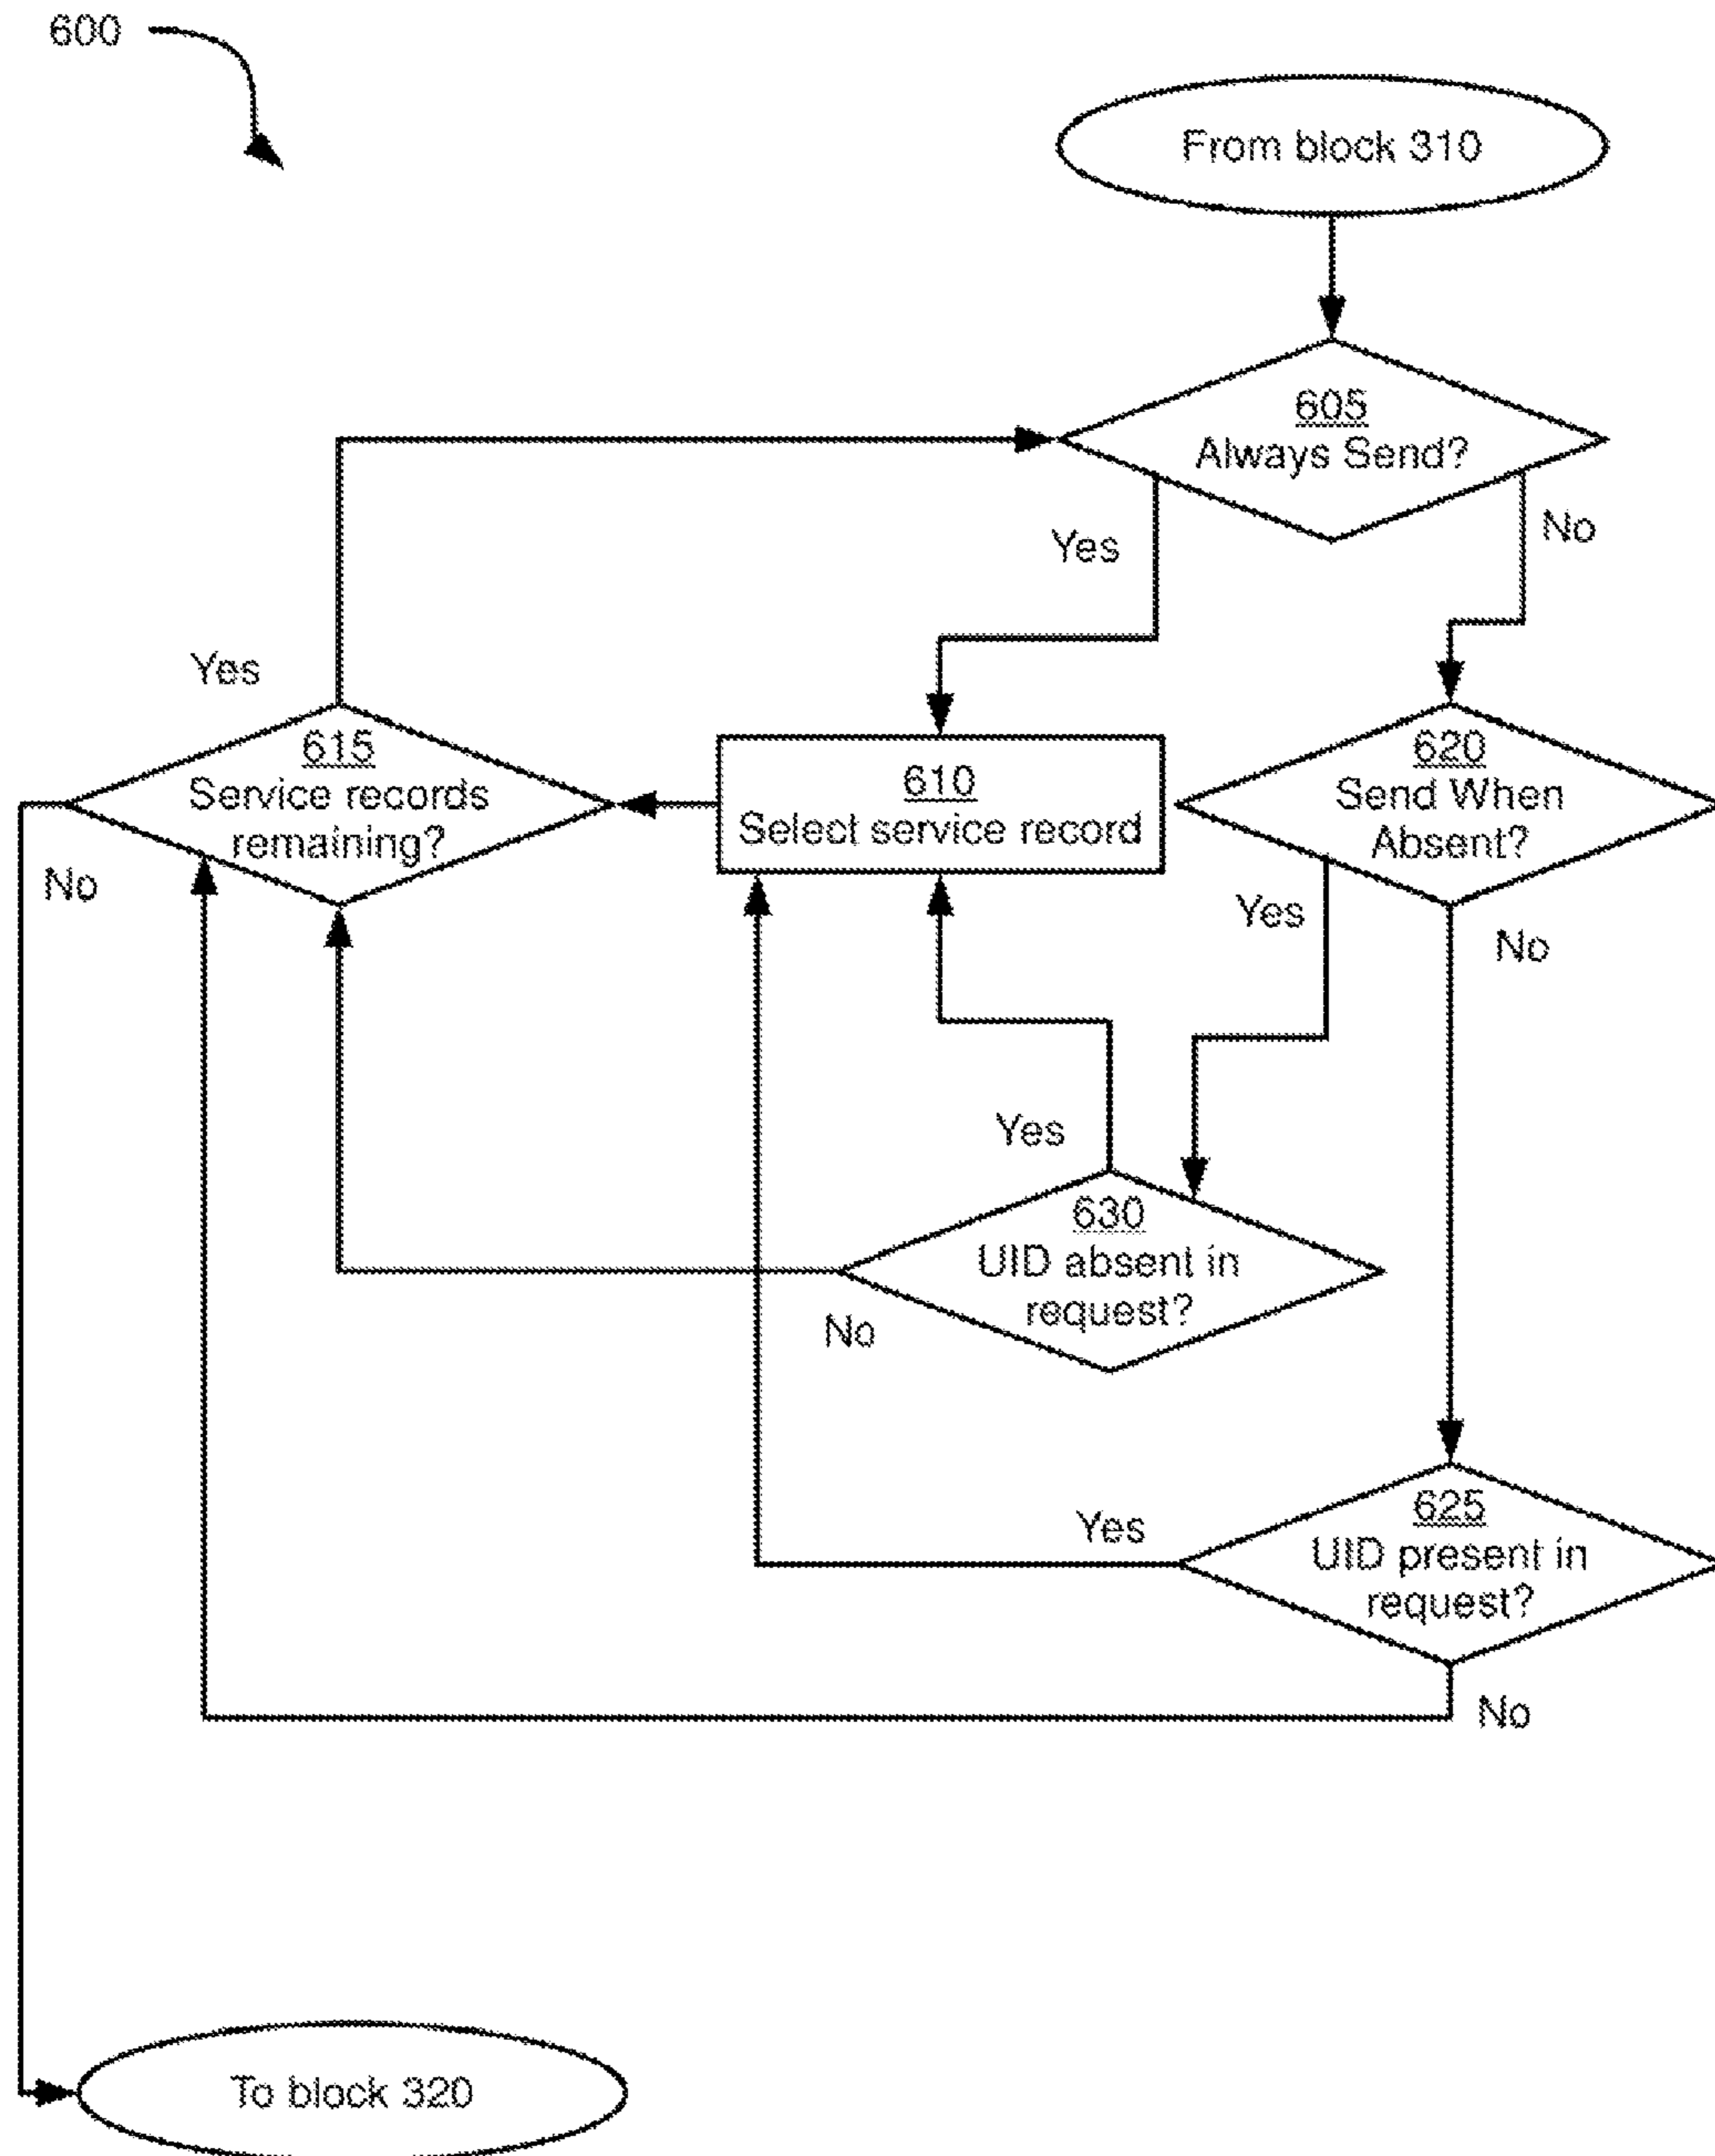 600
From block 310
605
Always Send?
Yes
No
Yes
615
Service records
remaining?
No
610
Select service record
620
Send When
Absent?
Yes
No
Yes
630
UID absent in
request?
No
Yes
625
UID present in
request?
No
To block 320